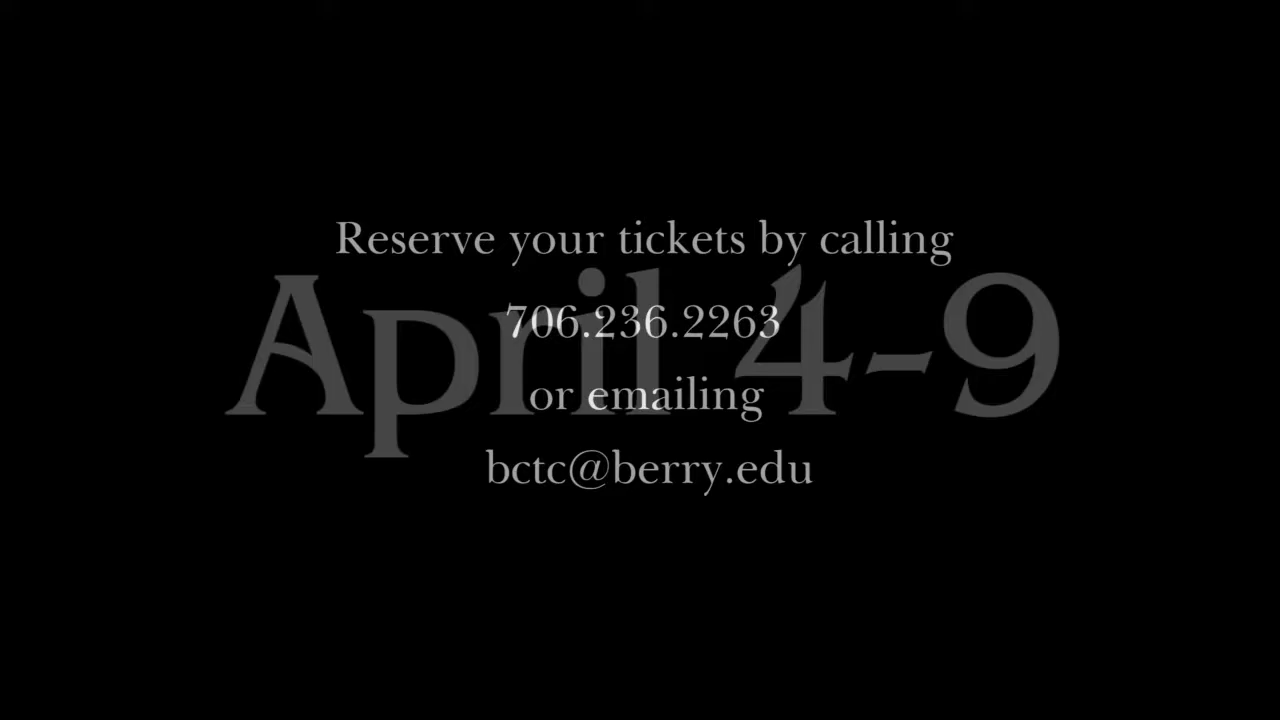 Reserve your tickets by calling
April 4-9
706.236.2263
or emailing
bctc@berry.edu